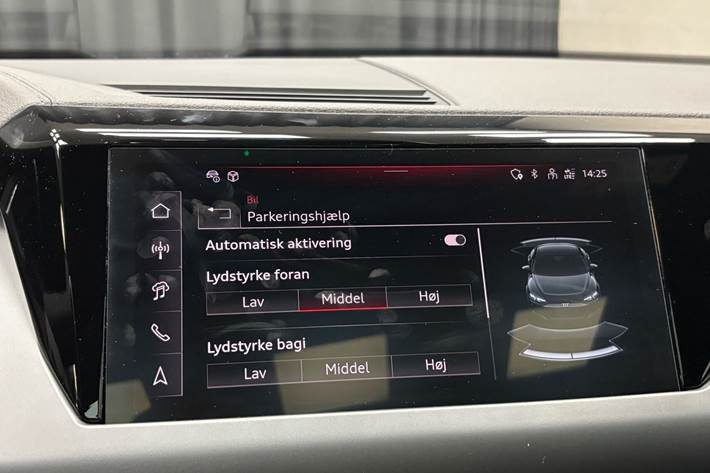 14:25
Bil
Parkeringshjælp
Automatisk aktivering
Lydstyrke foran
Lav Middel Høj
Lydstyrke bagi
Lav Middel Høj